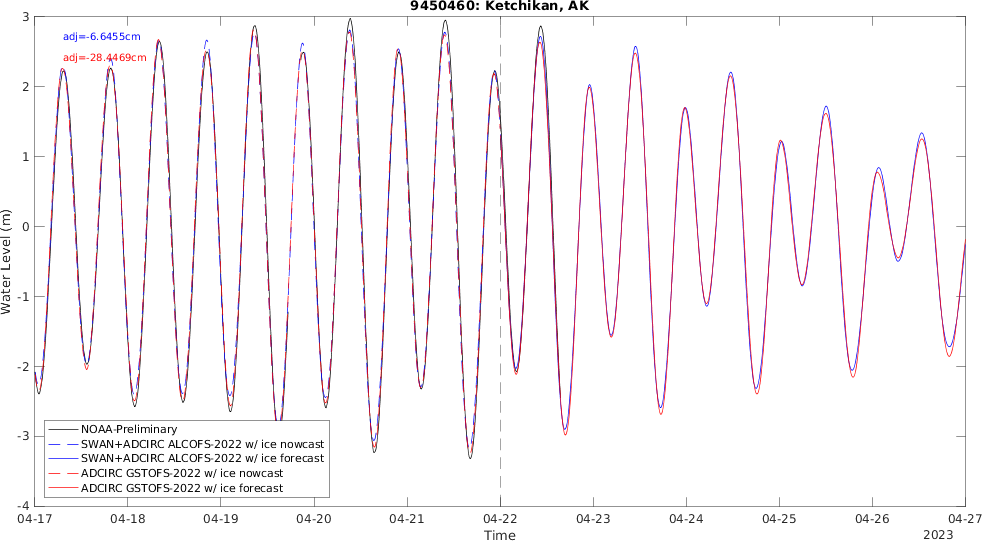 9450460: Ketchikan, AK
adj=-6.6455cm
adj=-28.4469cm
3
2
1
0
-1
-2
-3
-4
Water Level (m)
NOAA-Preliminary
SWAN+ADCIRC ALCOFS-2022 w/ ice nowcast
SWAN+ADCIRC ALCOFS-2022 w/ ice forecast
ADCIRC GSTOFS-2022 w/ ice nowcast
ADCIRC GSTOFS-2022 w/ ice forecast
04-17 04-18 04-19 04-20 04-21 04-22 04-23 04-24 04-25 04-26 04-27
Time 2023